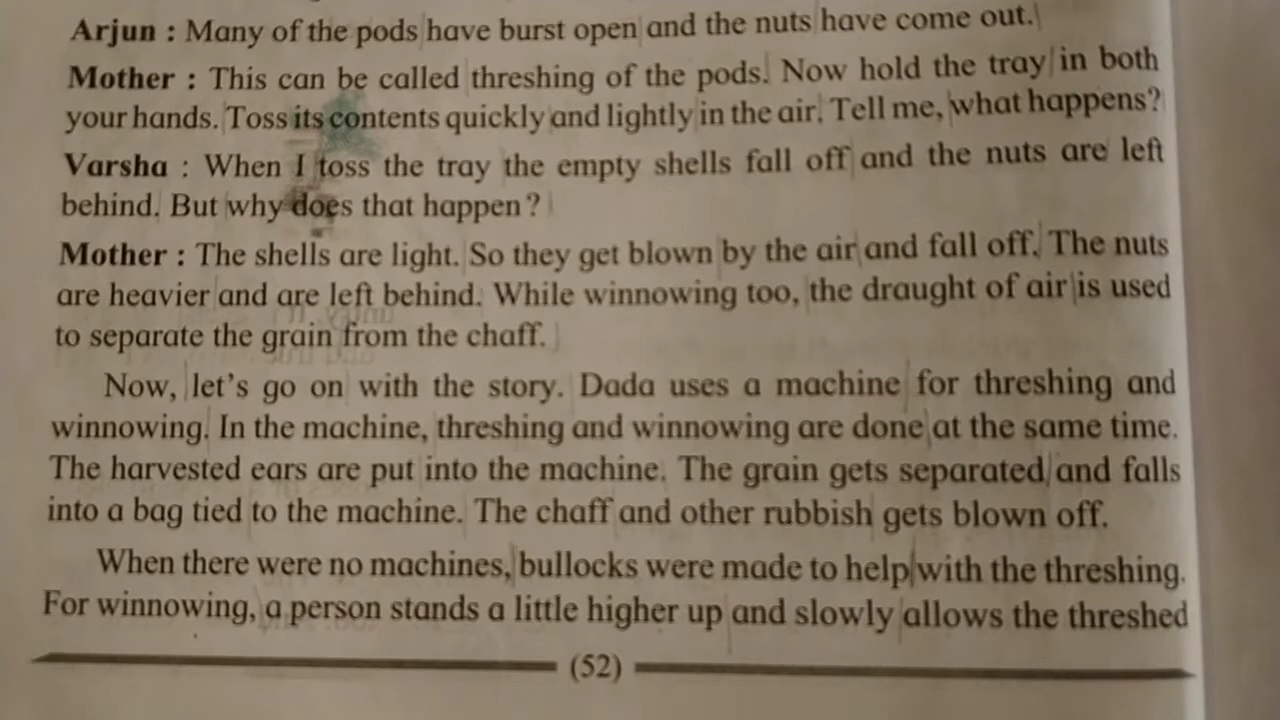 Arjun : Many of the pods have burst open and the nuts have come out.
Mother : This can be called threshing of the pods. Now hold the tray in both
your hands. Toss its contents quickly and lightly in the air. Tell me, what happens?
Varsha : When I toss the tray the empty shells fall off and the nuts are left
behind. But why does that happen?
Mother : The shells are light. So they get blown by the air and fall off. The nuts
are heavier and are left behind. While winnowing too, the draught of air is used
to separate the grain from the chaff.
Now, let's go on with the story. Dada uses a machine for threshing and
winnowing. In the machine, threshing and winnowing are done at the same time.
The harvested ears are put into the machine. The grain gets separated and falls
into a bag tied to the machine. The chaff and other rubbish gets blown off.
When there were no machines, bullocks were made to help with the threshing.
For winnowing, a person stands a little higher up and slowly allows the threshed
(52)